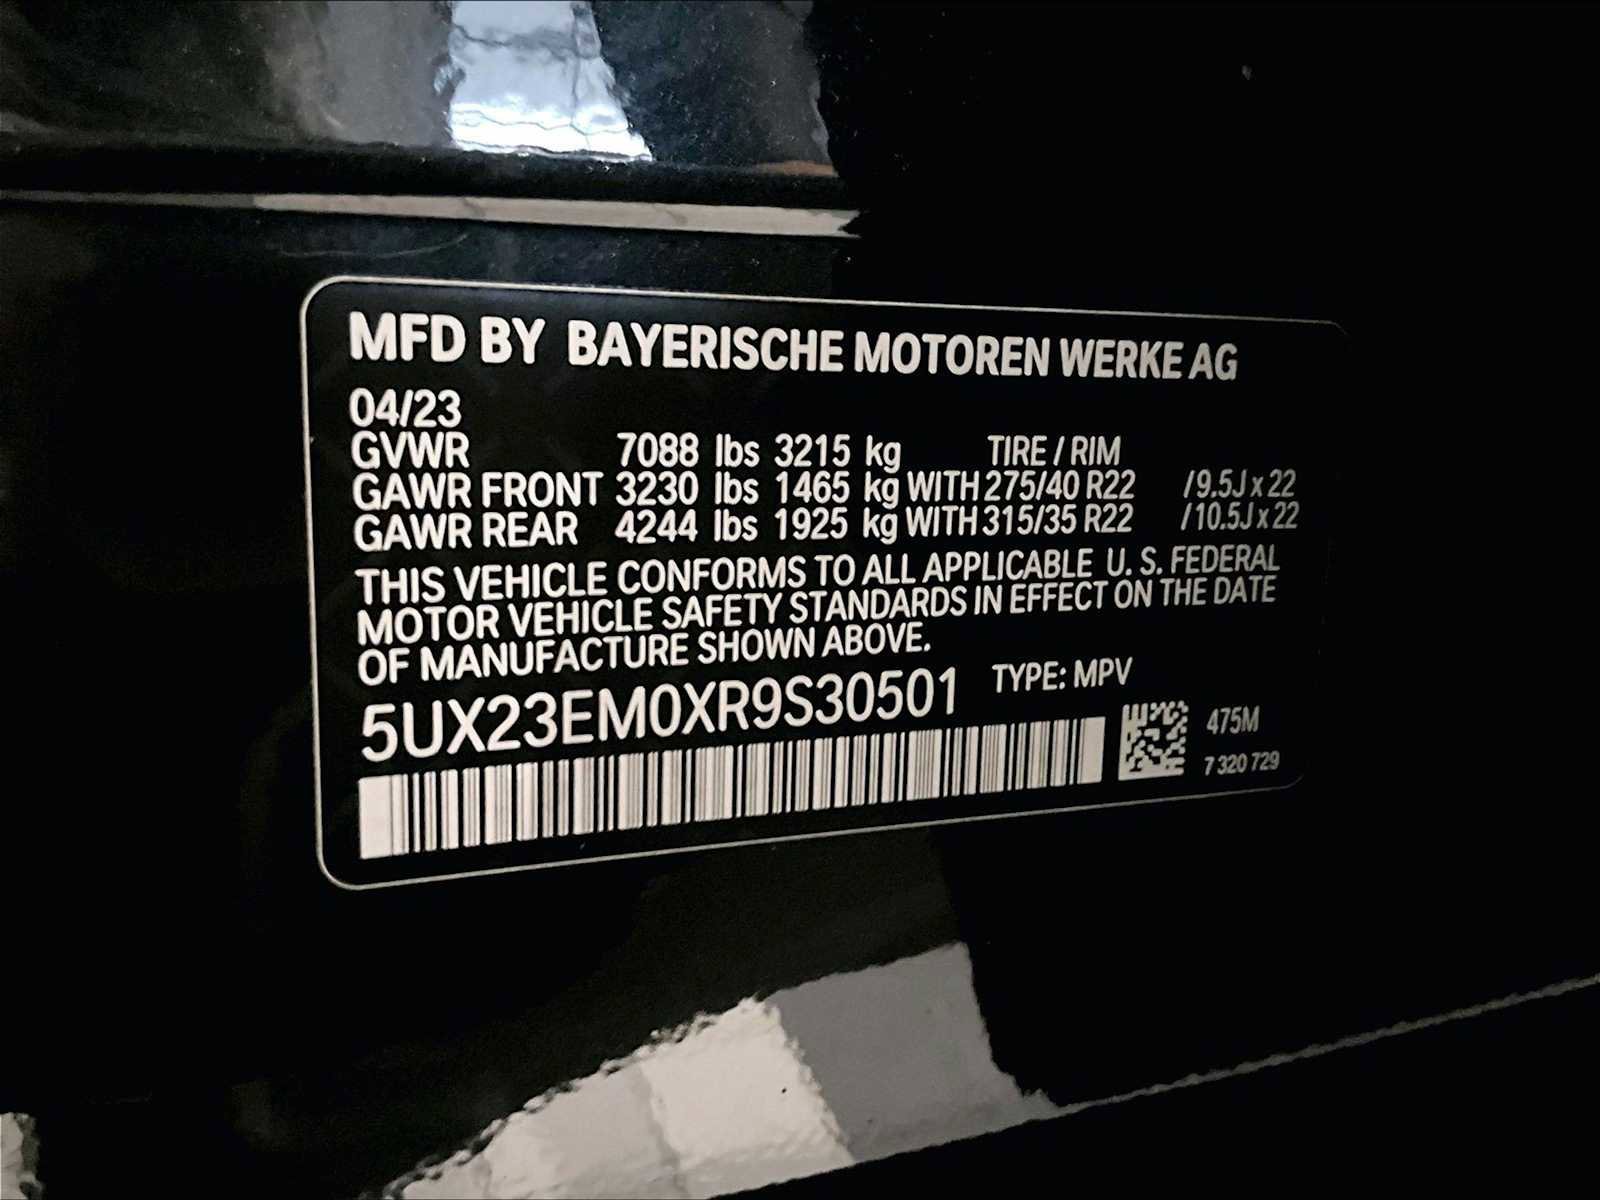 MFD BY BAYERISCHE MOTOREN WERKE AG
04/23
GVWR 7088 lbs 3215 kg TIRE / RIM
GAWR FRONT 3230 lbs 1465 kg WITH 275/40 R22 /9.5J x 22
GAWR REAR 4244 lbs 1925 kg WITH 315/35 R22 /10.5J x 22
THIS VEHICLE CONFORMS TO ALL APPLICABLE U. S. FEDERAL
MOTOR VEHICLE SAFETY STANDARDS IN EFFECT ON THE DATE
OF MANUFACTURE SHOWN ABOVE.
5UX23EM0XR9S30501 TYPE: MPV
475M
7 320 729